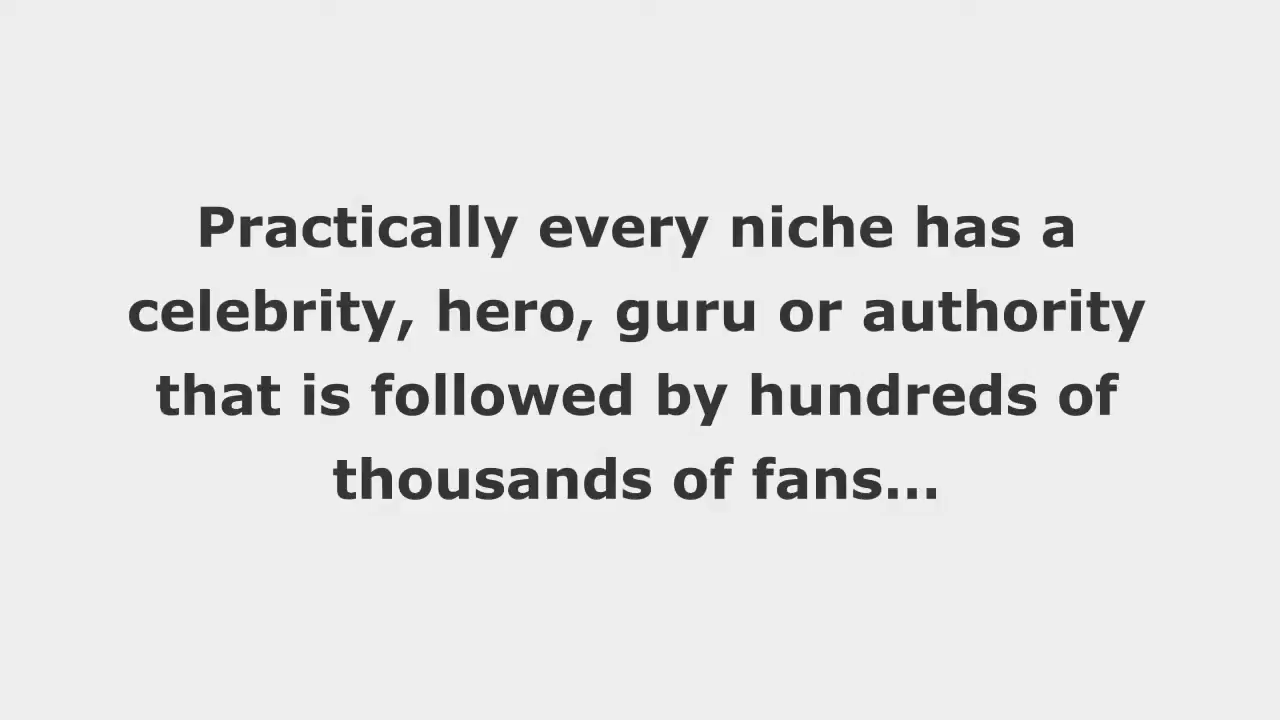 Practically every niche has a
celebrity, hero, guru or authority
that is followed by hundreds of
thousands of fans...